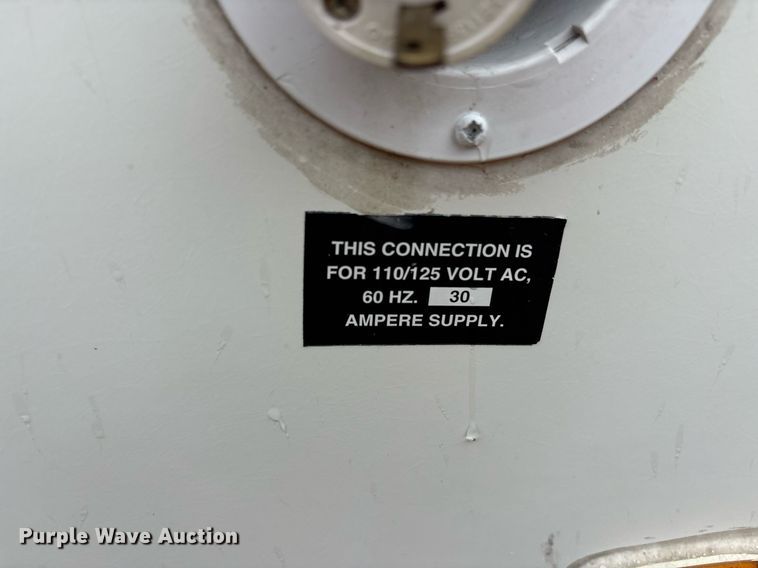 THIS CONNECTION IS
FOR 110/125 VOLT AC,
60 HZ. 30
AMPERE SUPPLY.
Purple Wave Auction